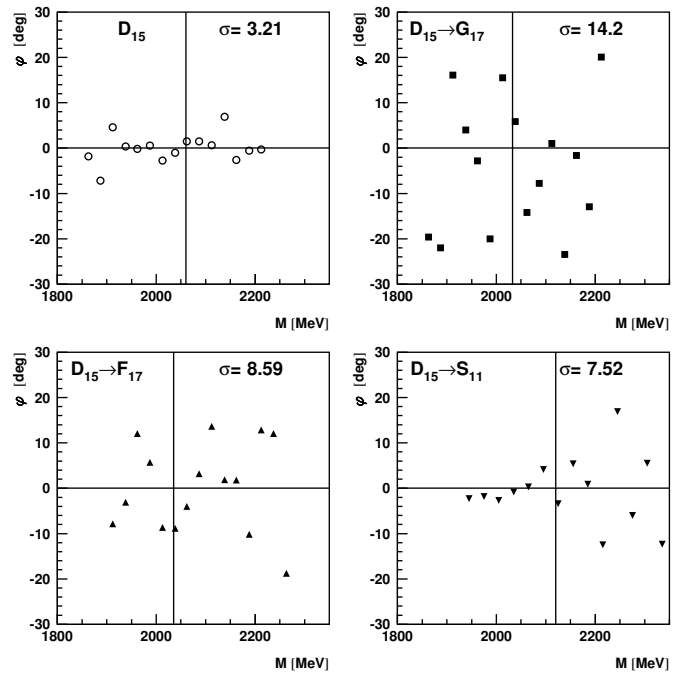 φ [deg]
D15
σ= 3.21
30
20
10
0
-10
-20
-30
1800
2000
2200
M [MeV]
φ [deg]
D15→G17
σ= 14.2
30
20
10
0
-10
-20
-30
1800
2000
2200
M [MeV]
φ [deg]
D15→F17
σ= 8.59
30
20
10
0
-10
-20
-30
1800
2000
2200
M [MeV]
φ [deg]
D15→S11
σ= 7.52
30
20
10
0
-10
-20
-30
1800
2000
2200
M [MeV]